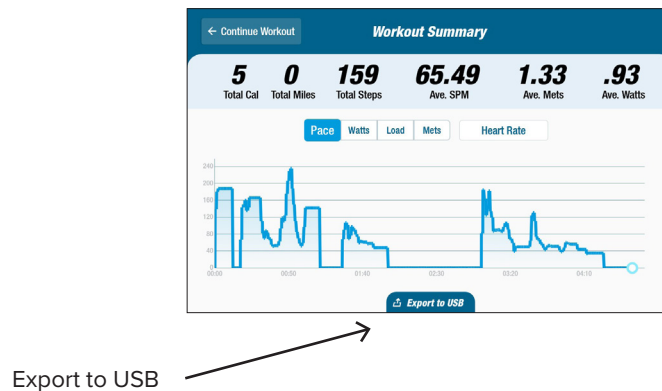 ← Continue Workout
Workout Summary
5 0 159 65.49 1.33 .93
Total Cal Total Miles Total Steps Ave. SPM Ave. Mets Ave. Watts
Pace Watts Load Mets Heart Rate
240
200
160
120
80
40
0
00:00 00:50 01:40 02:30 03:20 04:10
Export to USB
Export to USB